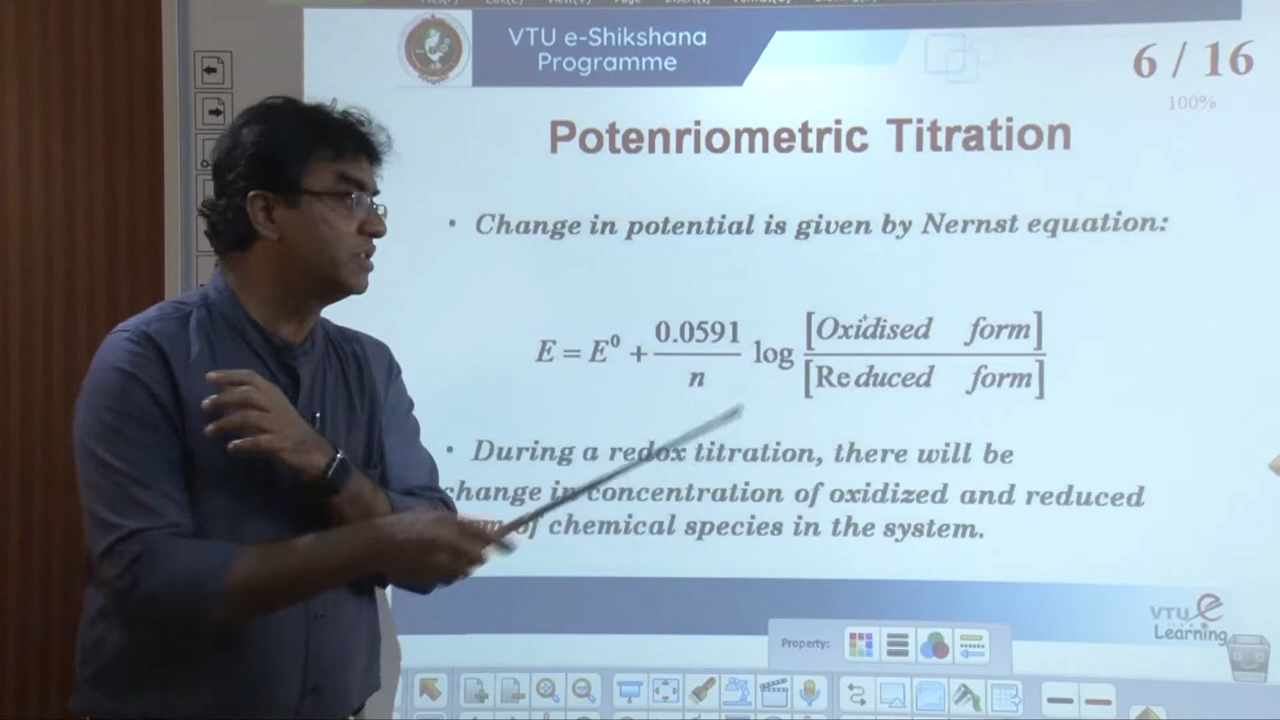 VTU e-Shikshana
Programme
6 / 16
100%
Potenriometric Titration
• Change in potential is given by Nernst equation:
E = E⁰ + 0.0591/n log [Oxidised form]/[Reduced form]
• During a redox titration, there will be
change in concentration of oxidized and reduced
of chemical species in the system.
VTU e
Learning
Property: